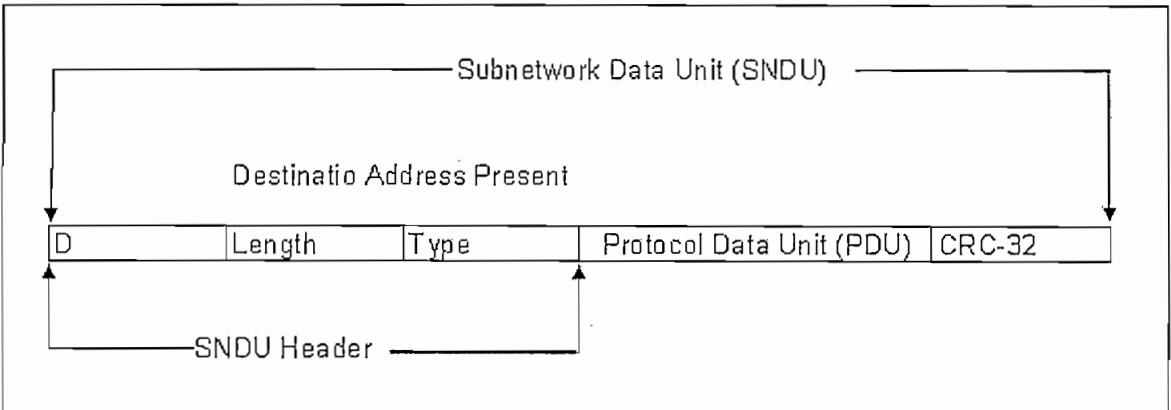 Subnetwork Data Unit (SNDU)
Destinatio Address Present
D Length Type Protocol Data Unit (PDU) CRC-32
SNDU Header